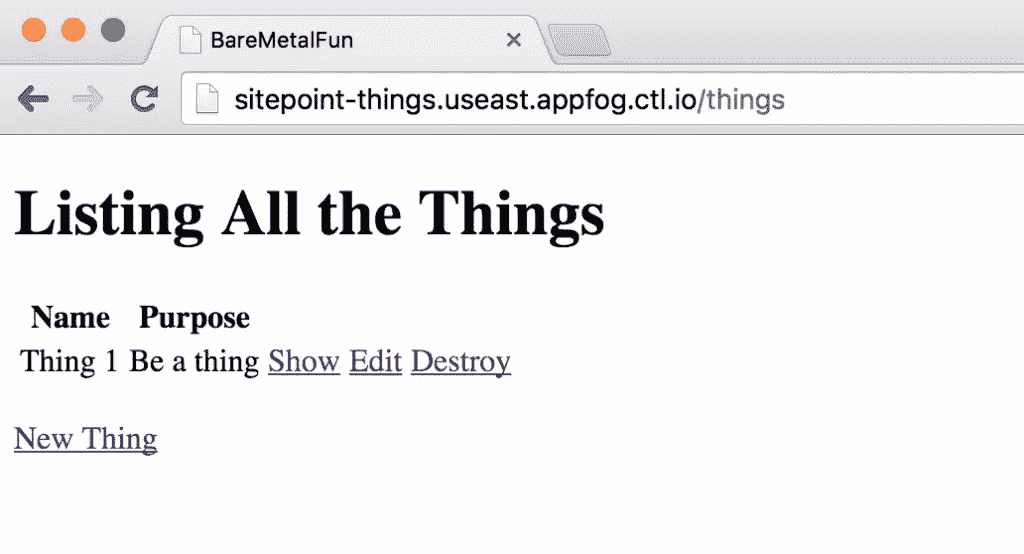 BareMetalFun
sitepoint-things.useast.appfog.ctl.io/things
Listing All the Things
Name Purpose
Thing 1 Be a thing Show Edit Destroy
New Thing